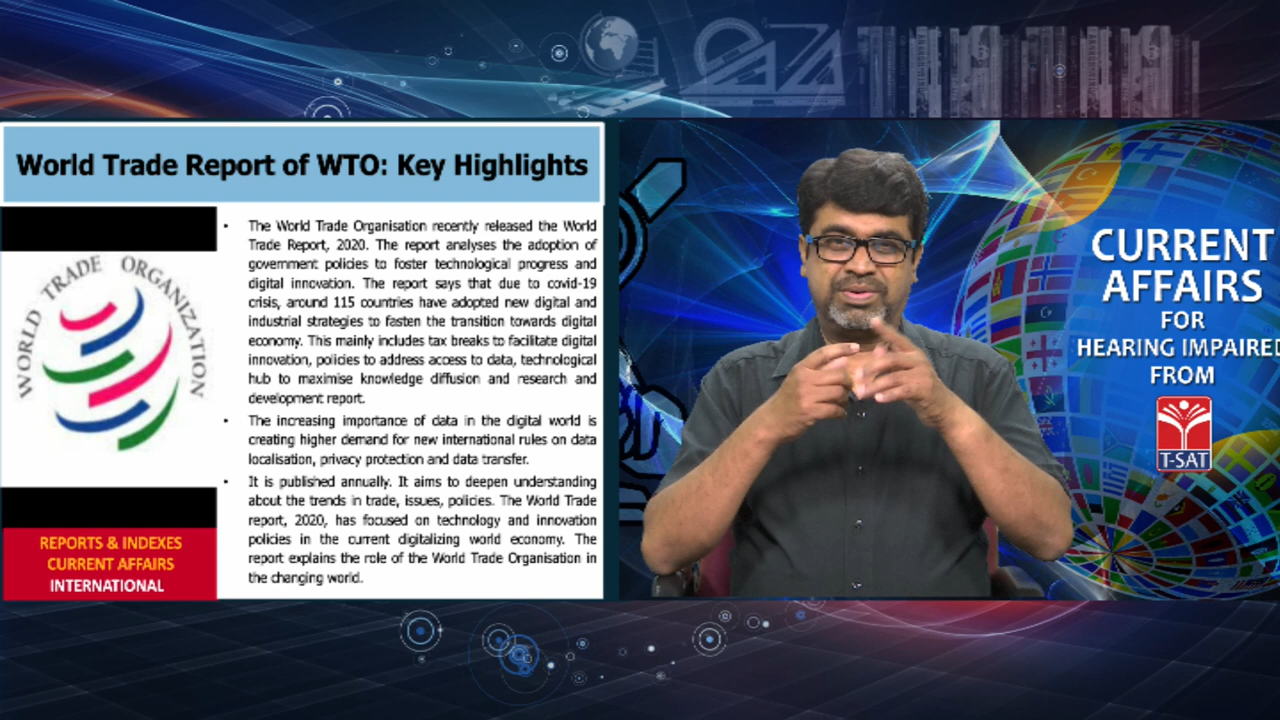 World Trade Report of WTO: Key Highlights
WORLD TRADE ORGANIZATION
• The World Trade Organisation recently released the World
Trade Report, 2020. The report analyses the adoption of
government policies to foster technological progress and
digital innovation. The report says that due to covid-19
crisis, around 115 countries have adopted new digital and
industrial strategies to fasten the transition towards digital
economy. This mainly includes tax breaks to facilitate digital
innovation, policies to address access to data, technological
hub to maximise knowledge diffusion and research and
development report.
• The increasing importance of data in the digital world is
creating higher demand for new international rules on data
localisation, privacy protection and data transfer.
• It is published annually. It aims to deepen understanding
about the trends in trade, issues, policies. The World Trade
report, 2020, has focused on technology and innovation
policies in the current digitalizing world economy. The
report explains the role of the World Trade Organisation in
the changing world.
REPORTS & INDEXES
CURRENT AFFAIRS
INTERNATIONAL
CURRENT
AFFAIRS
FOR
HEARING IMPAIRED
FROM
T-SAT